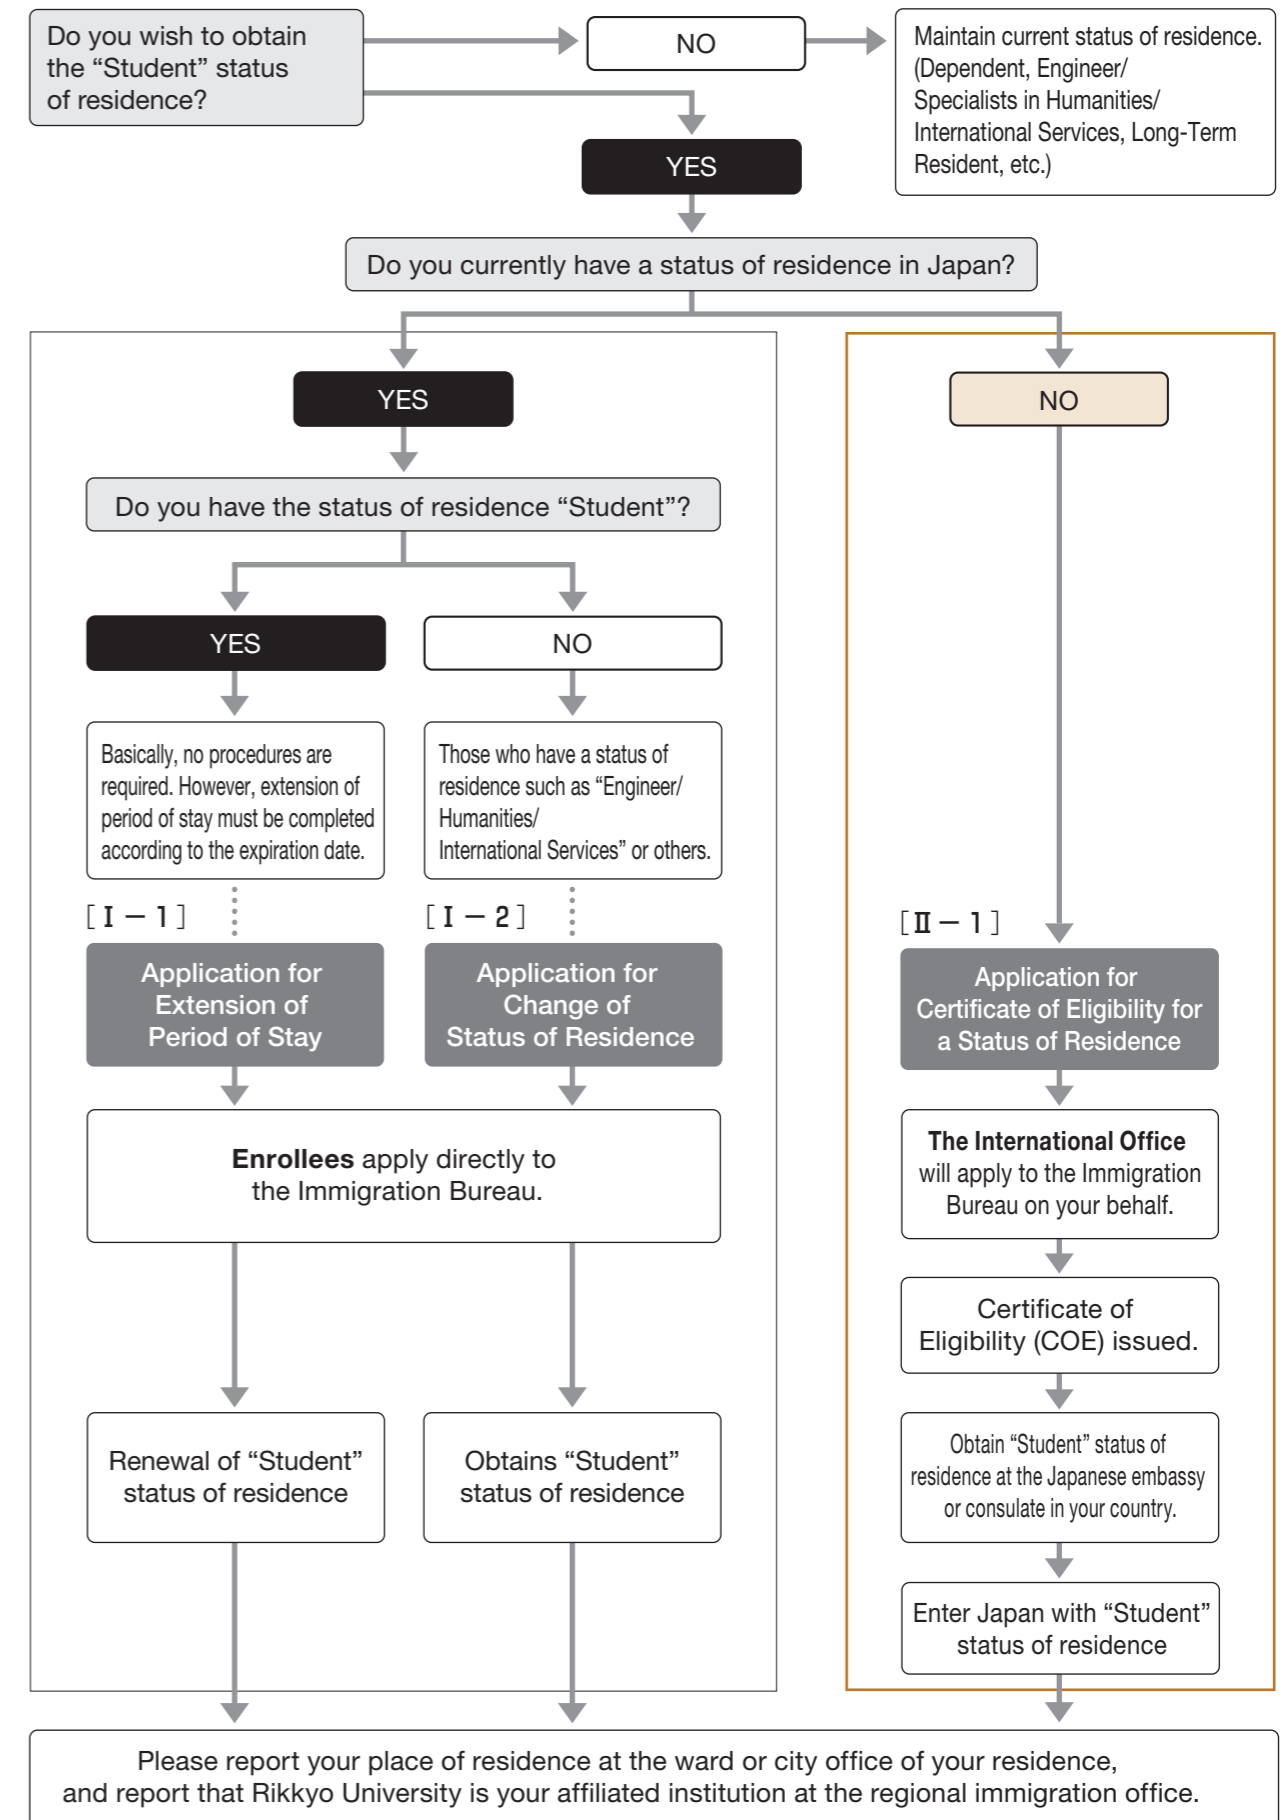 Do you wish to obtain
the “Student” status
of residence?
NO
Maintain current status of residence.
(Dependent, Engineer/
Specialists in Humanities/
International Services, Long-Term
Resident, etc.)
YES
Do you currently have a status of residence in Japan?
YES
NO
Do you have the status of residence “Student”?
YES
NO
Basically, no procedures are
required. However, extension of
period of stay must be completed
according to the expiration date.
Those who have a status of
residence such as “Engineer/
Humanities/
International Services” or others.
[Ⅰ－1]
[Ⅰ－2]
[Ⅱ－1]
Application for
Extension of
Period of Stay
Application for
Change of
Status of Residence
Application for
Certificate of Eligibility for
a Status of Residence
Enrollees apply directly to
the Immigration Bureau.
The International Office
will apply to the Immigration
Bureau on your behalf.
Certificate of
Eligibility (COE) issued.
Renewal of “Student”
status of residence
Obtains “Student”
status of residence
Obtain “Student” status of
residence at the Japanese embassy
or consulate in your country.
Enter Japan with “Student”
status of residence
Please report your place of residence at the ward or city office of your residence,
and report that Rikkyo University is your affiliated institution at the regional immigration office.